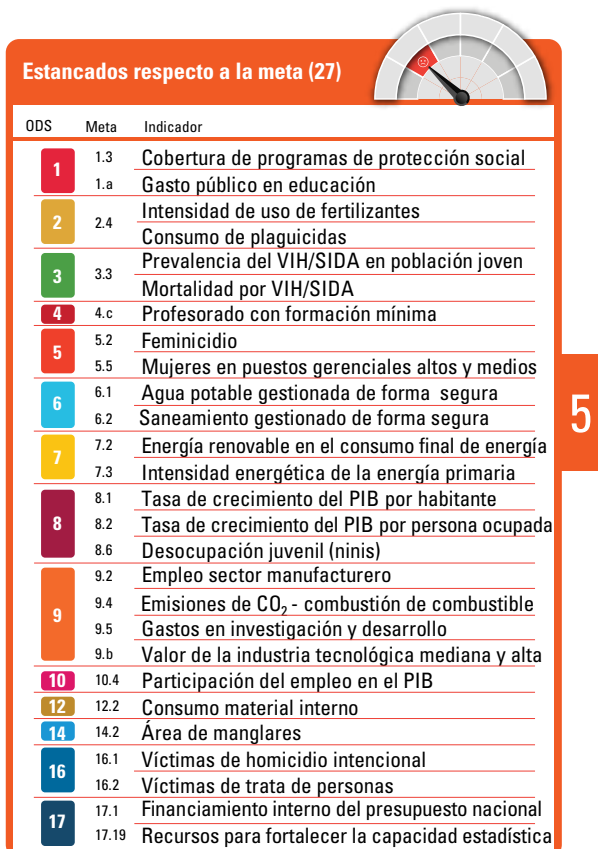 Estancados respecto a la meta (27)
ODS Meta Indicador
1 1.3 Cobertura de programas de protección social
1.a Gasto público en educación
2 2.4 Intensidad de uso de fertilizantes
Consumo de plaguicidas
3 3.3 Prevalencia del VIH/SIDA en población joven
Mortalidad por VIH/SIDA
4 4.c Profesorado con formación mínima
5 5.2 Feminicidio
5.5 Mujeres en puestos gerenciales altos y medios
6 6.1 Agua potable gestionada de forma segura
6.2 Saneamiento gestionado de forma segura
7 7.2 Energía renovable en el consumo final de energía
7.3 Intensidad energética de la energía primaria
8 8.1 Tasa de crecimiento del PIB por habitante
8.2 Tasa de crecimiento del PIB por persona ocupada
8.6 Desocupación juvenil (ninis)
9 9.2 Empleo sector manufacturero
9.4 Emisiones de CO₂ - combustión de combustible
9.5 Gastos en investigación y desarrollo
9.b Valor de la industria tecnológica mediana y alta
10 10.4 Participación del empleo en el PIB
12 12.2 Consumo material interno
14 14.2 Área de manglares
16 16.1 Víctimas de homicidio intencional
16.2 Víctimas de trata de personas
17 17.1 Financiamiento interno del presupuesto nacional
17.19 Recursos para fortalecer la capacidad estadística
5